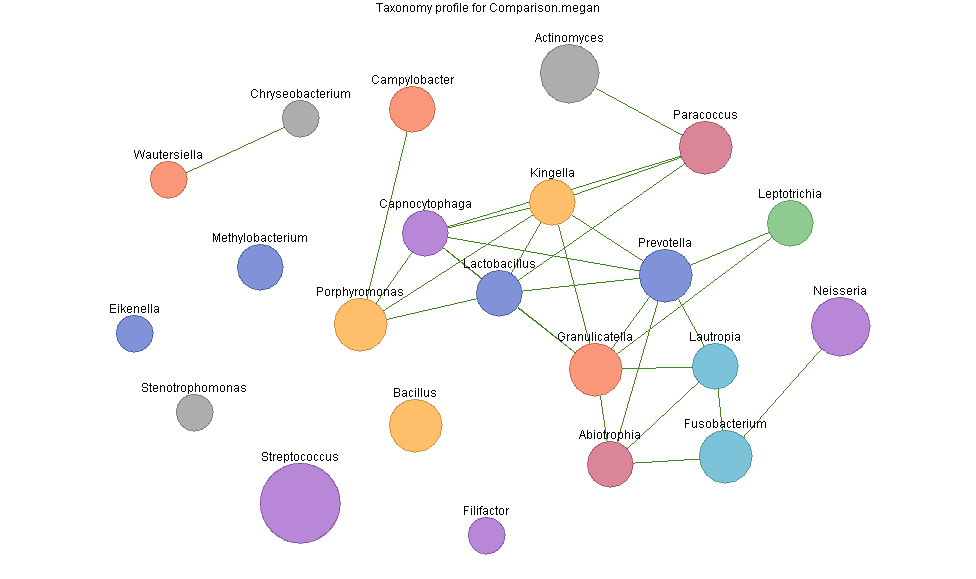 Taxonomy profile for Comparison.megan
Actinomyces
Campylobacter
Chryseobacterium
Paracoccus
Wautersiella
Kingella
Leptotrichia
Capnocytophaga
Methylobacterium
Prevotella
Lactobacillus
Porphyromonas
Neisseria
Eikenella
Granulicatella
Lautropia
Stenotrophomonas
Bacillus
Fusobacterium
Abiotrophia
Streptococcus
Filifactor